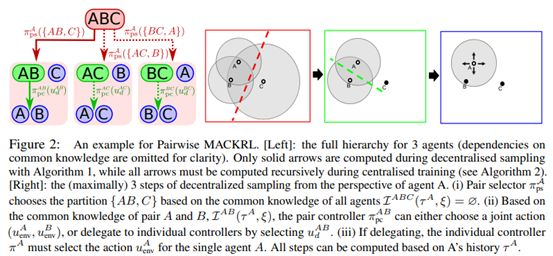 ABC
π^A_ps({AB,C})
π^A_ps({BC,A})
π^A_ps({AC,B})
AB C AC B BC A
π^AB_pc(u^AB_d) π^AC_pc(u^AC_d) π^BC_pc(u^BC_d)
A B A C B C
A B C
A B C
A B C
Figure 2: An example for Pairwise MACKRL. [Left]: the full hierarchy for 3 agents (dependencies on
common knowledge are omitted for clarity). Only solid arrows are computed during decentralised sampling
with Algorithm 1, while all arrows must be computed recursively during centralised training (see Algorithm 2).
[Right]: the (maximally) 3 steps of decentralized sampling from the perspective of agent A. (i) Pair selector π^A_ps
chooses the partition {AB, C} based on the common knowledge of all agents I^ABC(τ^A, ξ) = ∅. (ii) Based on
the common knowledge of pair A and B, I^AB(τ^A, ξ), the pair controller π^AB_pc can either choose a joint action
(u^A_env, u^B_env), or delegate to individual controllers by selecting u^AB_d. (iii) If delegating, the individual controller
π^A must select the action u^A_env for the single agent A. All steps can be computed based on A's history τ^A.